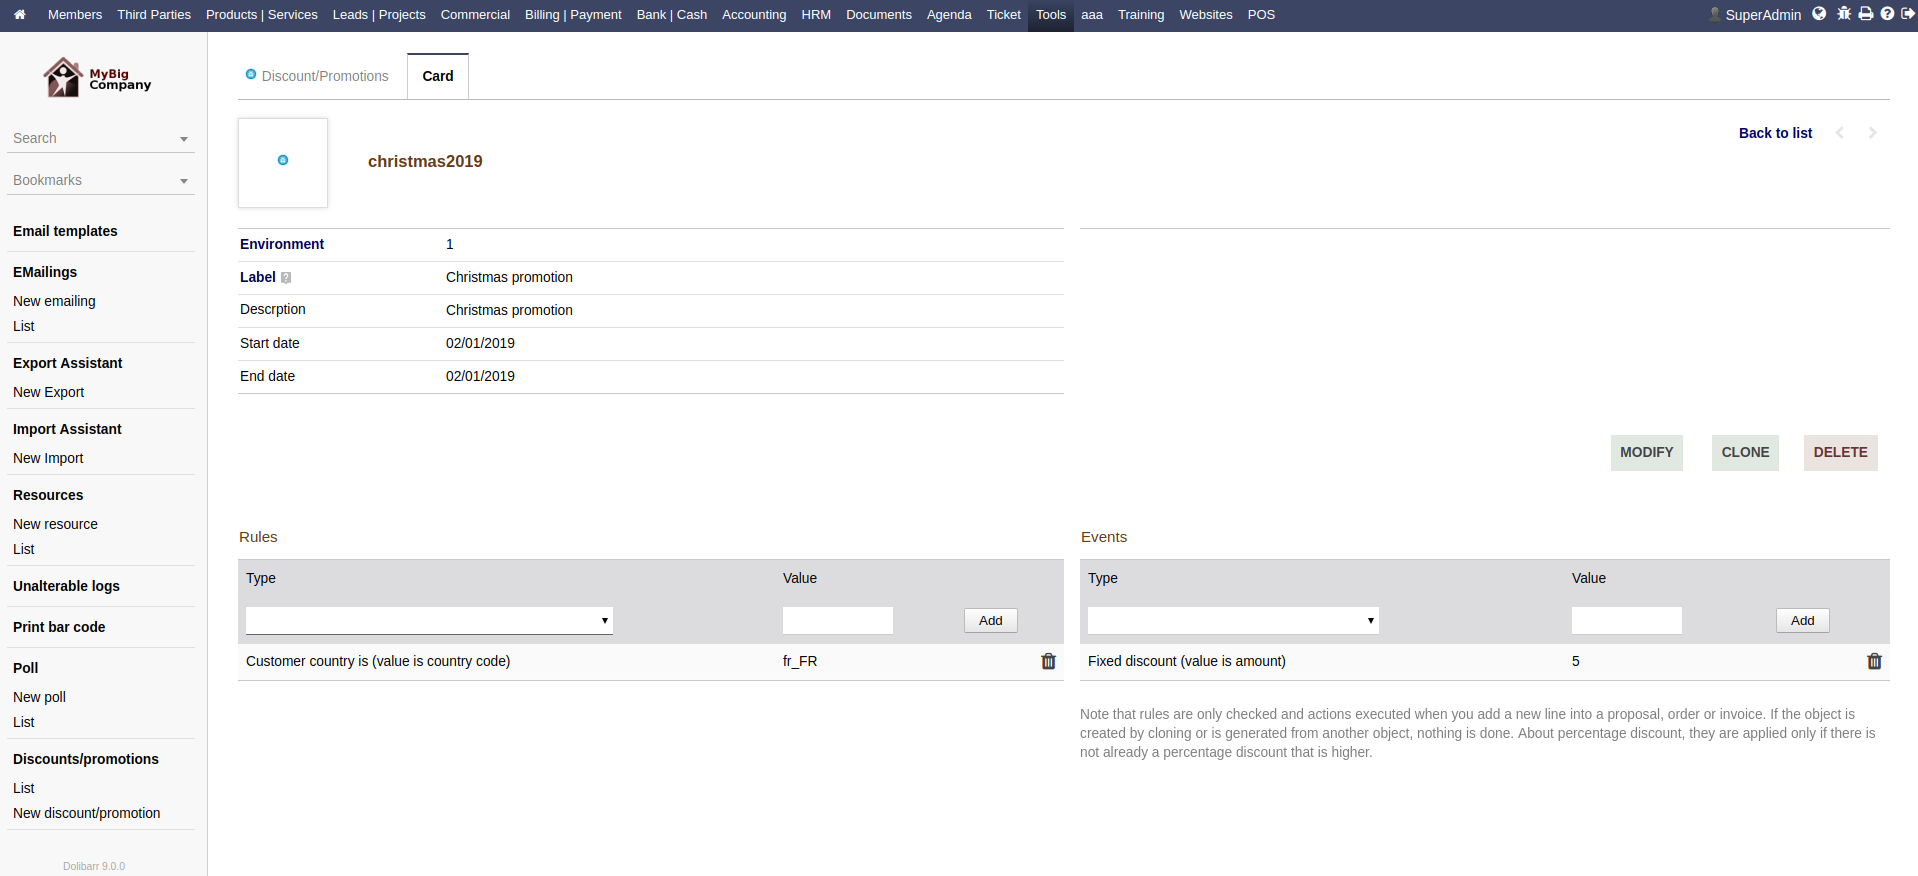 Members Third Parties Products | Services Leads | Projects Commercial Billing | Payment Bank | Cash Accounting HRM Documents Agenda Ticket Tools aaa Training Websites POS SuperAdmin
MyBig
Company
Search
Bookmarks
Email templates
EMailings
New emailing
List
Export Assistant
New Export
Import Assistant
New Import
Resources
New resource
List
Unalterable logs
Print bar code
Poll
New poll
List
Discounts/promotions
List
New discount/promotion
Dolibarr 9.0.0
Discount/Promotions Card
Back to list
christmas2019
Environment 1
Label Christmas promotion
Descrption Christmas promotion
Start date 02/01/2019
End date 02/01/2019
MODIFY CLONE DELETE
Rules
Type Value
Add
Customer country is (value is country code) fr_FR
Events
Type Value
Add
Fixed discount (value is amount) 5
Note that rules are only checked and actions executed when you add a new line into a proposal, order or invoice. If the object is
created by cloning or is generated from another object, nothing is done. About percentage discount, they are applied only if there is
not already a percentage discount that is higher.